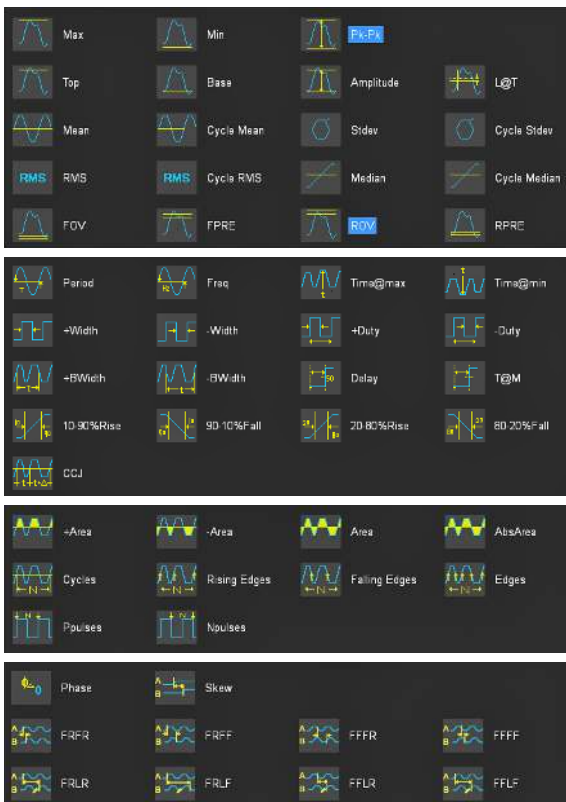 Max Min Pk-Pk
Top Base Amplitude L@T
Mean Cycle Mean Stdev Cycle Stdev
RMS RMS RMS Cycle RMS Median Cycle Median
FOV FPRE ROV RPRE
Period Freq Time@max Time@min
+Width -Width +Duty -Duty
+BWidth -BWidth Delay T@M
10-90%Rise 90-10%Fall 20-80%Rise 80-20%Fall
CCJ
+Area -Area Area AbsArea
Cycles Rising Edges Falling Edges Edges
Ppulses Npulses
Phase Skew
FRFR FRFF FFFR FFFF
FRLR FRLF FFLR FFLF